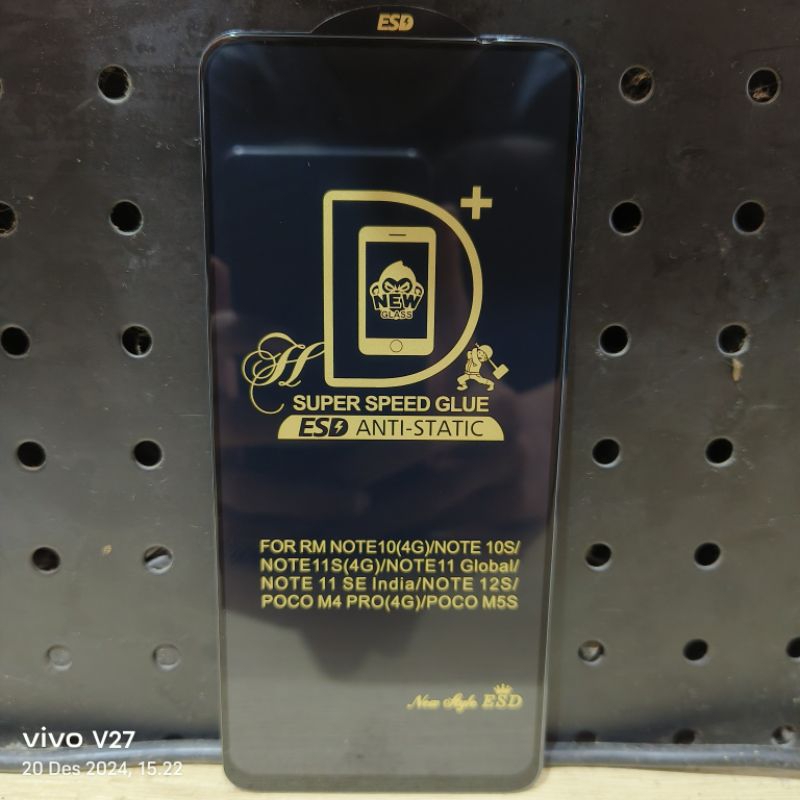 ESD
D+
NEW
GLASS
H
SUPER SPEED GLUE
ESD ANTI-STATIC
FOR RM NOTE10(4G)/NOTE 10S/
NOTE11S(4G)/NOTE11 Global/
NOTE 11 SE India/NOTE 12S/
POCO M4 PRO(4G)/POCO M5S
New Style ESD
vivo V27
20 Des 2024, 15.22